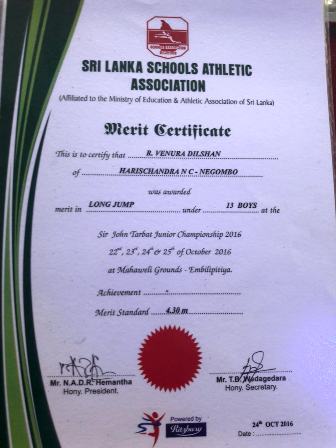 SRI LANKA SCHOOLS ATHLETIC
ASSOCIATION
(Affiliated to the Ministry of Education & Athletic Association of Sri Lanka)
Merit Certificate
This is to certify that R. VENURA DILSHAN
of HARISCHANDRA N C - NEGOMBO
was awarded
merit in LONG JUMP under 13 BOYS at the
Sir John Tarbat Junior Championship 2016
22nd, 23rd, 24th & 25th of October 2016
at Mahaweli Grounds - Embilipitiya.
Achievement -
Merit Standard 4.30 m
Mr. N.A.D.R. Hemantha
Hony. President.
Mr. T.B. Wedagedara
Hony. Secretary.
Powered by
Ritzbury
24th OCT 2016
Date :